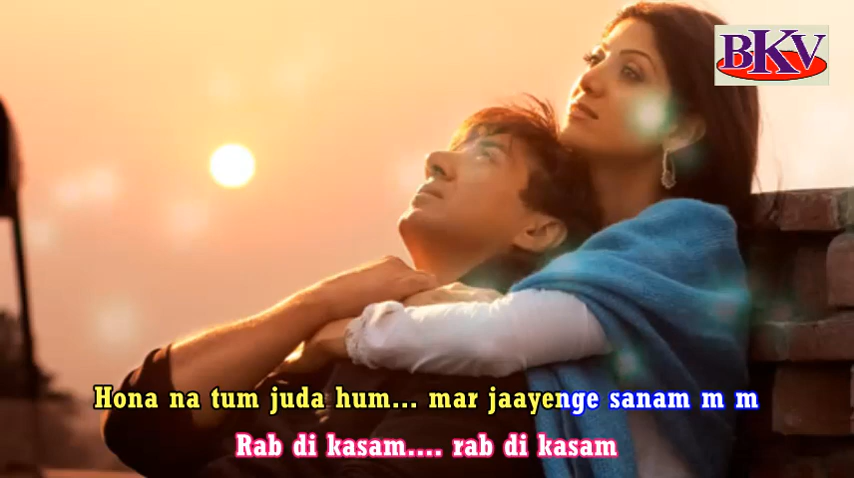 BKV
Hona na tum juda hum... mar jaayenge sanam m m
Rab di kasam.... rab di kasam